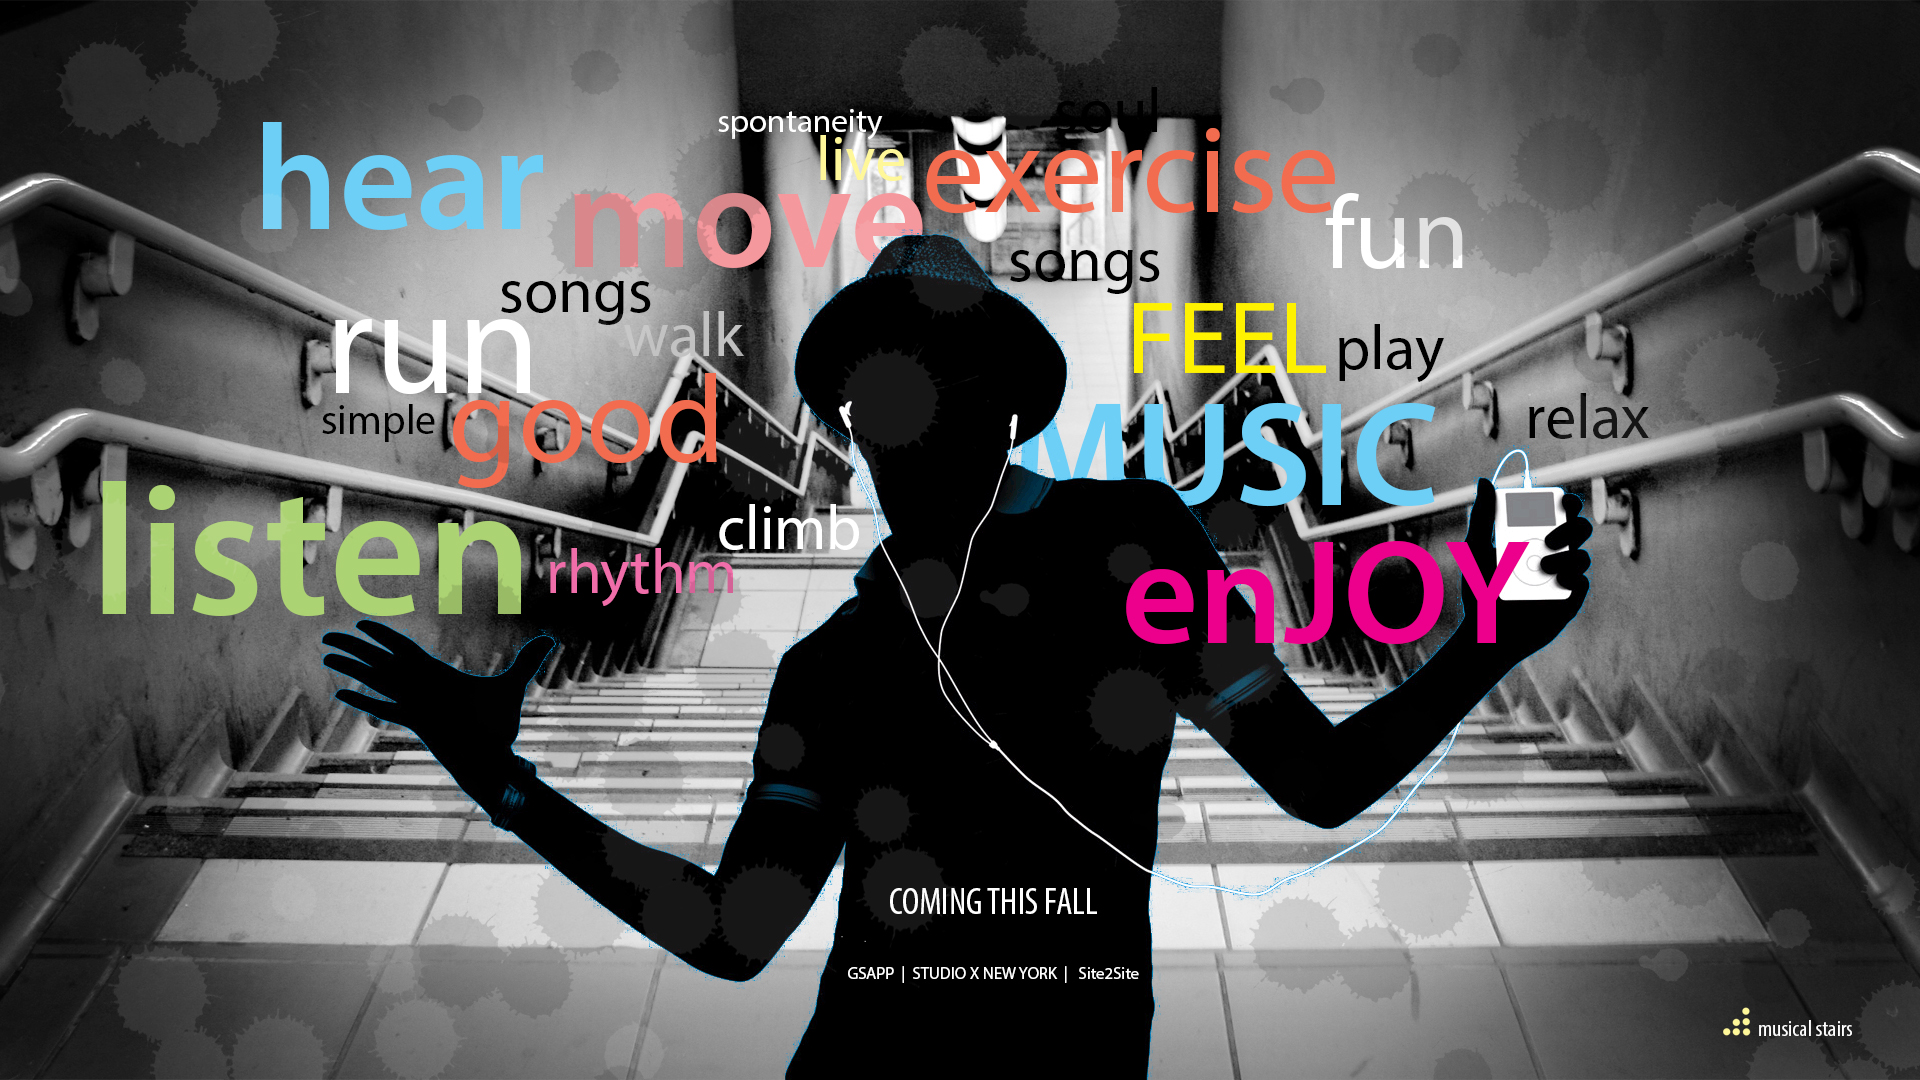 spontaneity
soul
live
hear
move
exercise
fun
songs
songs
run
walk
FEEL
play
simple
good
MUSIC
relax
listen
rhythm
climb
enJOY
COMING THIS FALL
GSAPP | STUDIO X NEW YORK | Site2Site
musical stairs